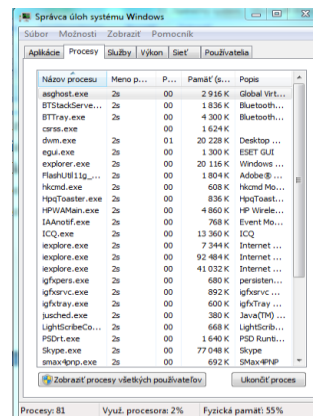 Správca úloh systému Windows
Súbor Možnosti Zobraziť Pomocník
Aplikácie Procesy Služby Výkon Sieť Používatelia
Názov procesu Meno p... P... Pamäť (s... Popis
asghost.exe 2s 00 2 916 K Global Virt...
BTStackServe... 2s 00 1 836 K Bluetooth...
BTTray.exe 2s 00 4 300 K Bluetooth...
csrss.exe 00 1 624 K
dwm.exe 2s 01 20 228 K Desktop ...
egui.exe 2s 00 1 300 K ESET GUI
explorer.exe 2s 00 20 116 K Windows ...
FlashUtil11g_... 2s 00 1 804 K Adobe® ...
hkcmd.exe 2s 00 608 K hkcmd Mo...
HpqToaster.exe 2s 00 836 K HpqToast...
HPWAMain.exe 2s 00 4 860 K HP Wirele...
IAAnotif.exe 2s 00 768 K Event Mo...
ICQ.exe 2s 00 13 360 K ICQ
iexplore.exe 2s 00 7 344 K Internet ...
iexplore.exe 2s 00 92 484 K Internet ...
iexplore.exe 2s 00 41 032 K Internet ...
igfxpers.exe 2s 00 680 K persisten...
igfxsrvc.exe 2s 00 892 K igfxsrvc ...
igfxtray.exe 2s 00 600 K igfxTray ...
jusched.exe 2s 00 380 K Java(TM) ...
LightScribeCo... 2s 00 668 K LightScrib...
PSDrt.exe 2s 00 1 640 K PSD Runti...
Skype.exe 2s 00 77 048 K Skype
smax4pnp.exe 2s 00 692 K SMax4PNP
Zobraziť procesy všetkých používateľov Ukončiť proces
Procesy: 81 Využ. procesora: 2% Fyzická pamäť: 55%